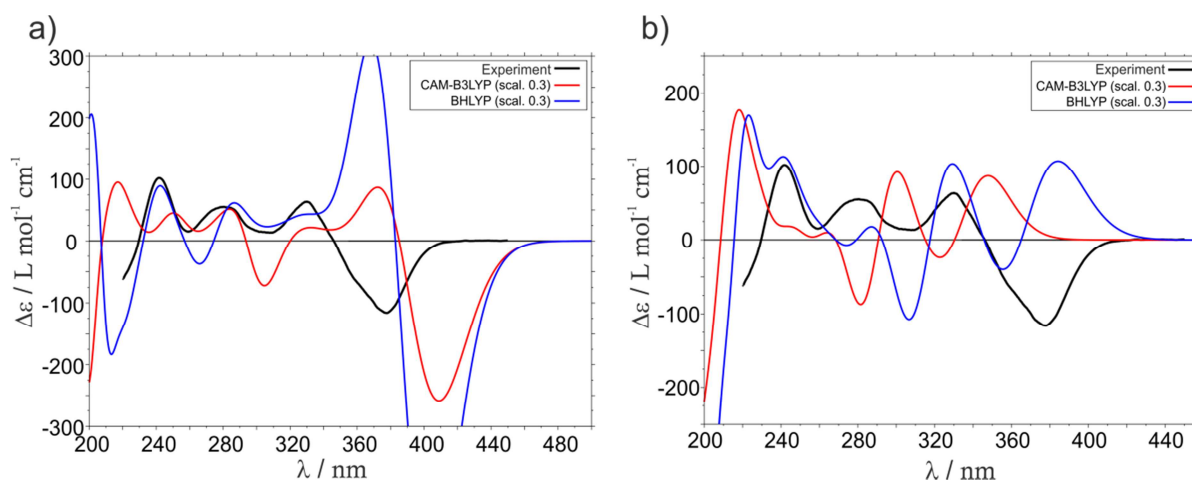 a)
300
200
100
0
-100
-200
-300
Δε / L mol⁻¹ cm⁻¹
Experiment
CAM-B3LYP (scal. 0.3)
BHLYP (scal. 0.3)
200 240 280 320 360 400 440 480
λ / nm
b)
200
100
0
-100
-200
Δε / L mol⁻¹ cm⁻¹
Experiment
CAM-B3LYP (scal. 0.3)
BHLYP (scal. 0.3)
200 240 280 320 360 400 440
λ / nm